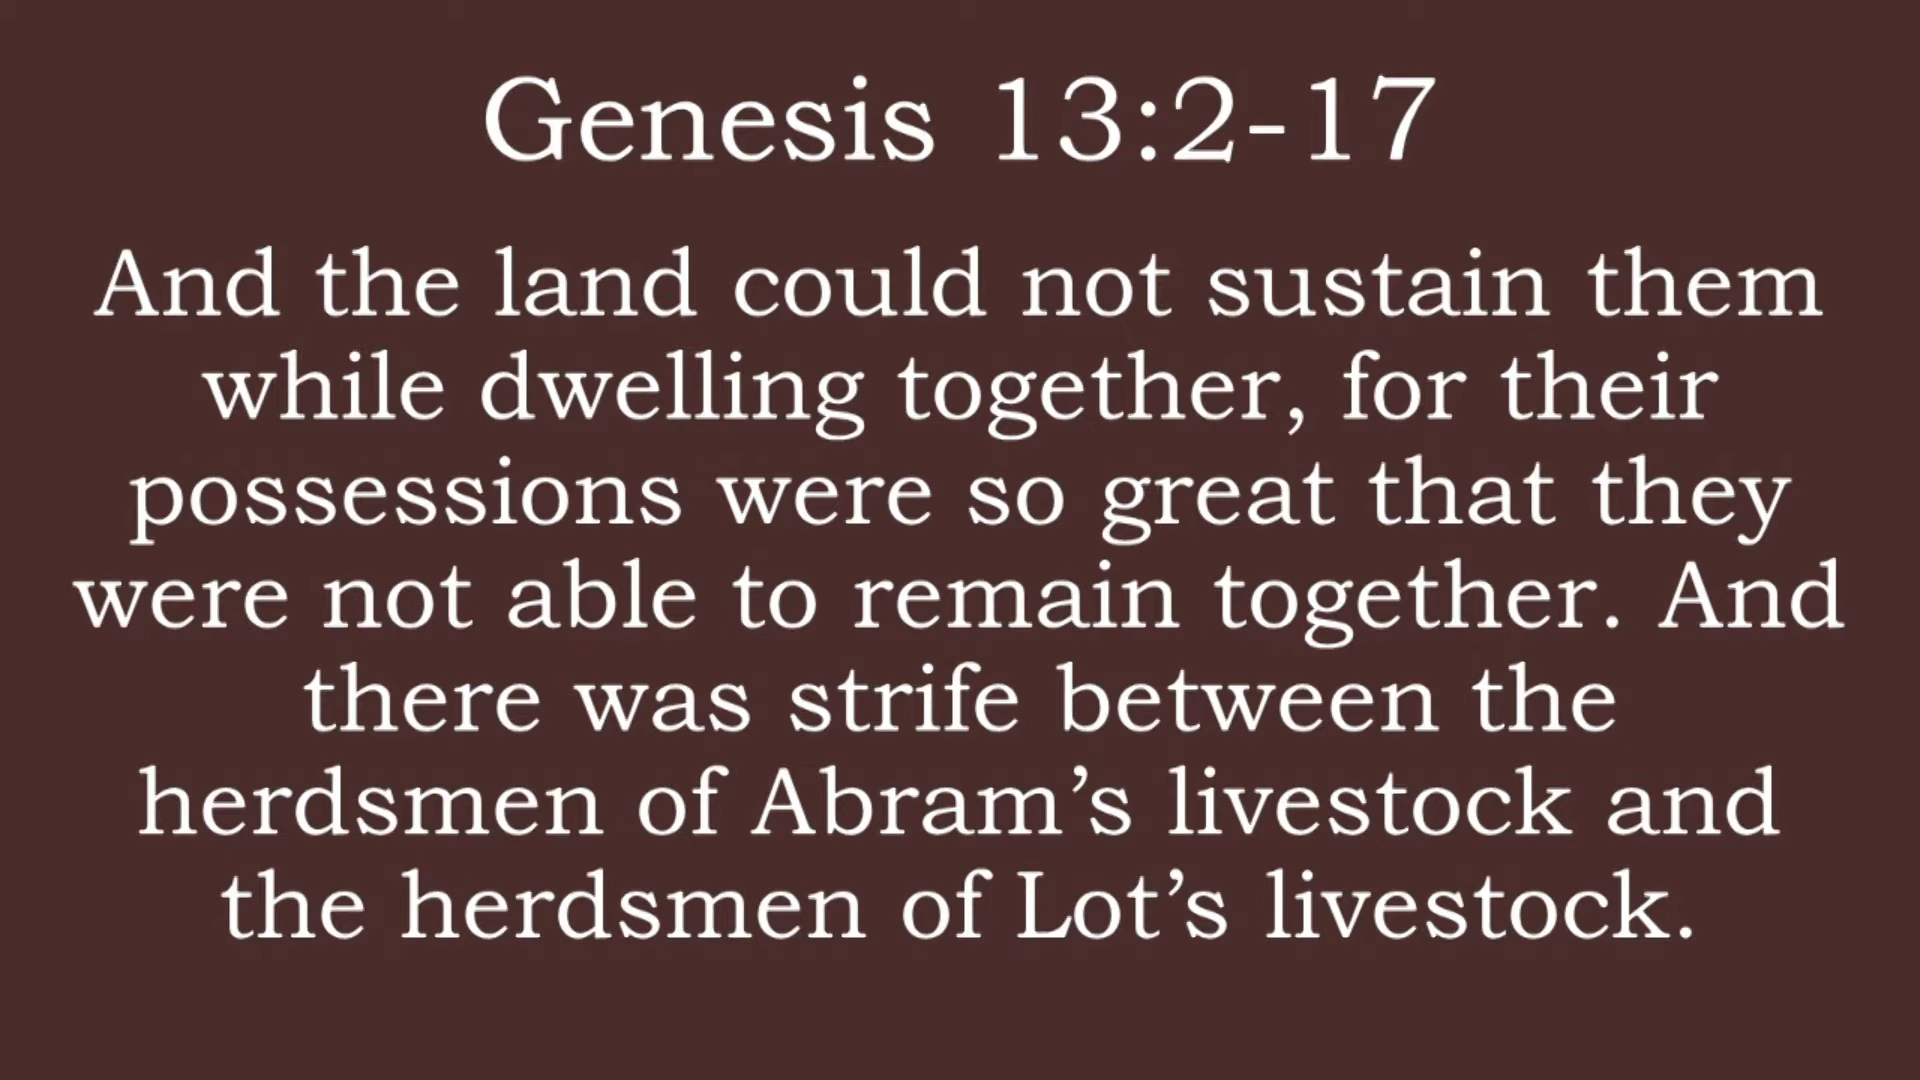 Genesis 13:2-17
And the land could not sustain them
while dwelling together, for their
possessions were so great that they
were not able to remain together. And
there was strife between the
herdsmen of Abram’s livestock and
the herdsmen of Lot’s livestock.